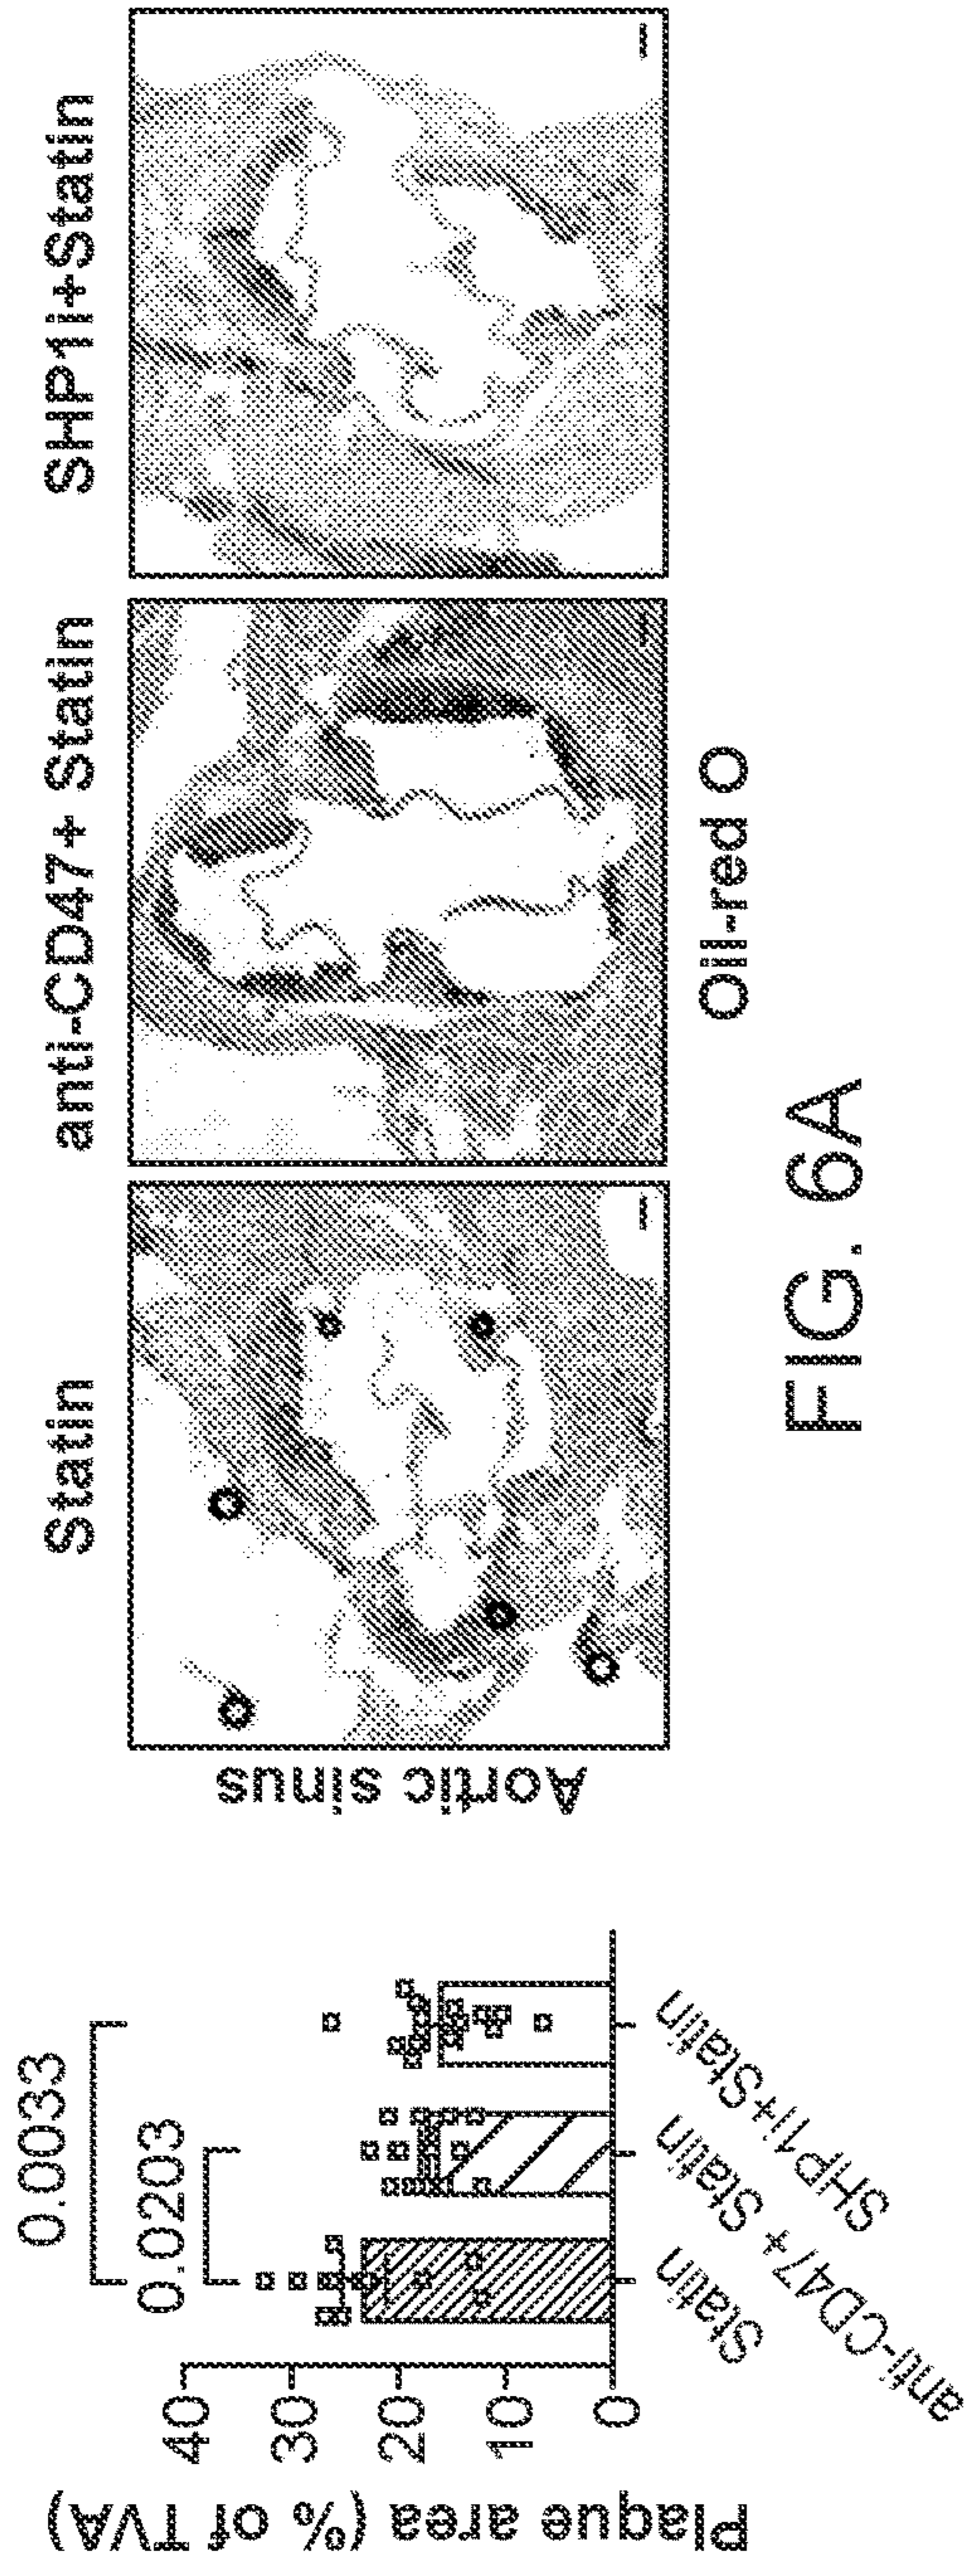 Plaque area (% of TVA)
40
30
20
10
0
0.0033
0.0203
Statin
anti-CD47+ Statin
SHP1i+Statin
Aortic sinus
Statin
anti-CD47+ Statin
SHP1i+Statin
Oil-red O
FIG. 6A